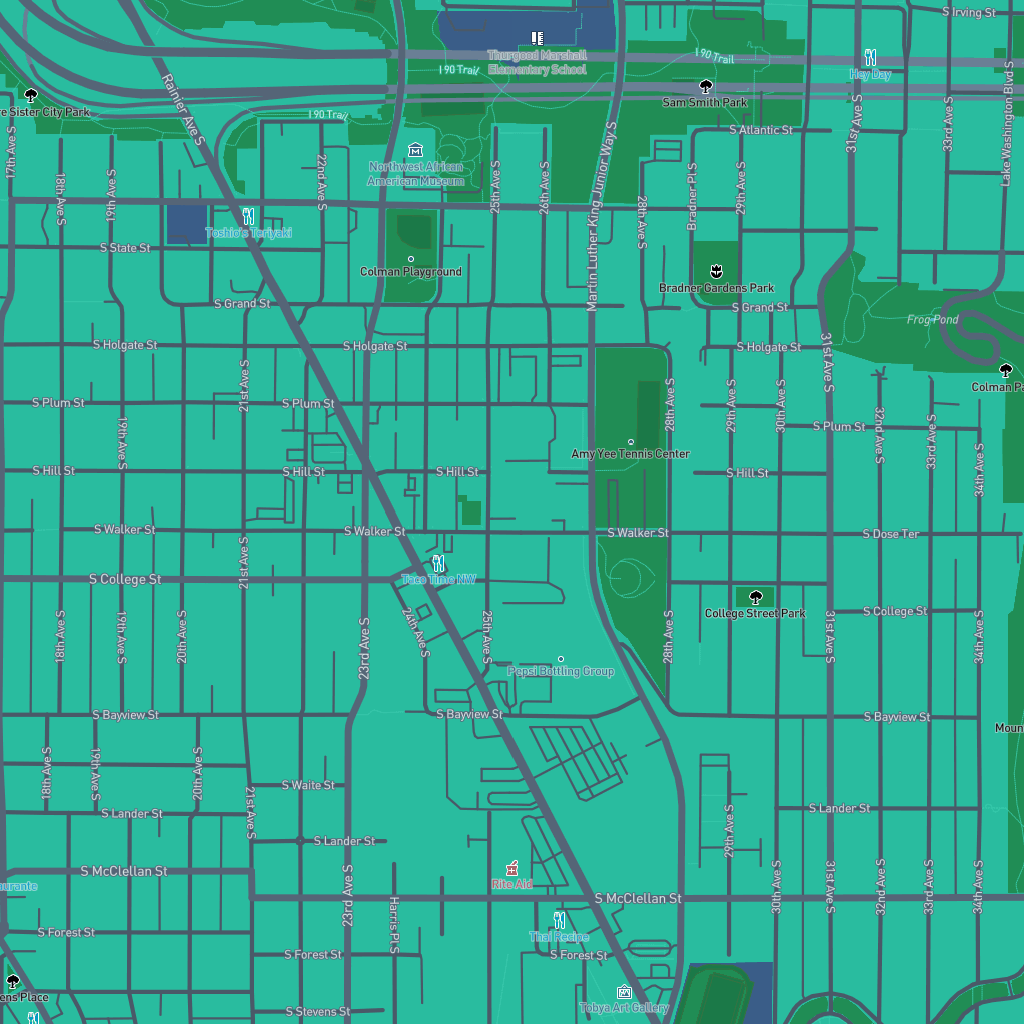 S Irving St
Thurgood Marshall
Elementary School
I 90 Trail
Hey Day
I 90 Trail
Sam Smith Park
Lake Washington Blvd S
Rainier Ave S
Sister City Park
I 90 Trail
S Atlantic St
31st Ave S
33rd Ave S
17th Ave S
Martin Luther King Junior Way S
Northwest African
American Museum
22nd Ave S
18th Ave S
19th Ave S
25th Ave S
26th Ave S
28th Ave S
Bradner Pl S
29th Ave S
Toshio's Teriyaki
S State St
Colman Playground
Bradner Gardens Park
S Grand St
S Grand St
Frog Pond
S Holgate St
S Holgate St
S Holgate St
31st Ave S
21st Ave S
Colman Pa
S Plum St
S Plum St
28th Ave S
29th Ave S
30th Ave S
S Plum St
32nd Ave S
33rd Ave S
19th Ave S
Amy Yee Tennis Center
34th Ave S
S Hill St
S Hill St
S Hill St
S Hill St
S Walker St
S Walker St
S Walker St
S Dose Ter
21st Ave S
S College St
Taco Time NW
College Street Park
S College St
18th Ave S
19th Ave S
20th Ave S
23rd Ave S
24th Ave S
25th Ave S
28th Ave S
31st Ave S
34th Ave S
Pepsi Bottling Group
S Bayview St
S Bayview St
S Bayview St
Moun
18th Ave S
19th Ave S
20th Ave S
S Waite St
21st Ave S
S Lander St
S Lander St
29th Ave S
S Lander St
S McClellan St
Rite Aid
urante
23rd Ave S
Harris Pl S
S McClellan St
30th Ave S
31st Ave S
32nd Ave S
33rd Ave S
34th Ave S
S Forest St
Thai Recipe
S Forest St
S Forest St
ens Place
S Stevens St
Tobya Art Gallery